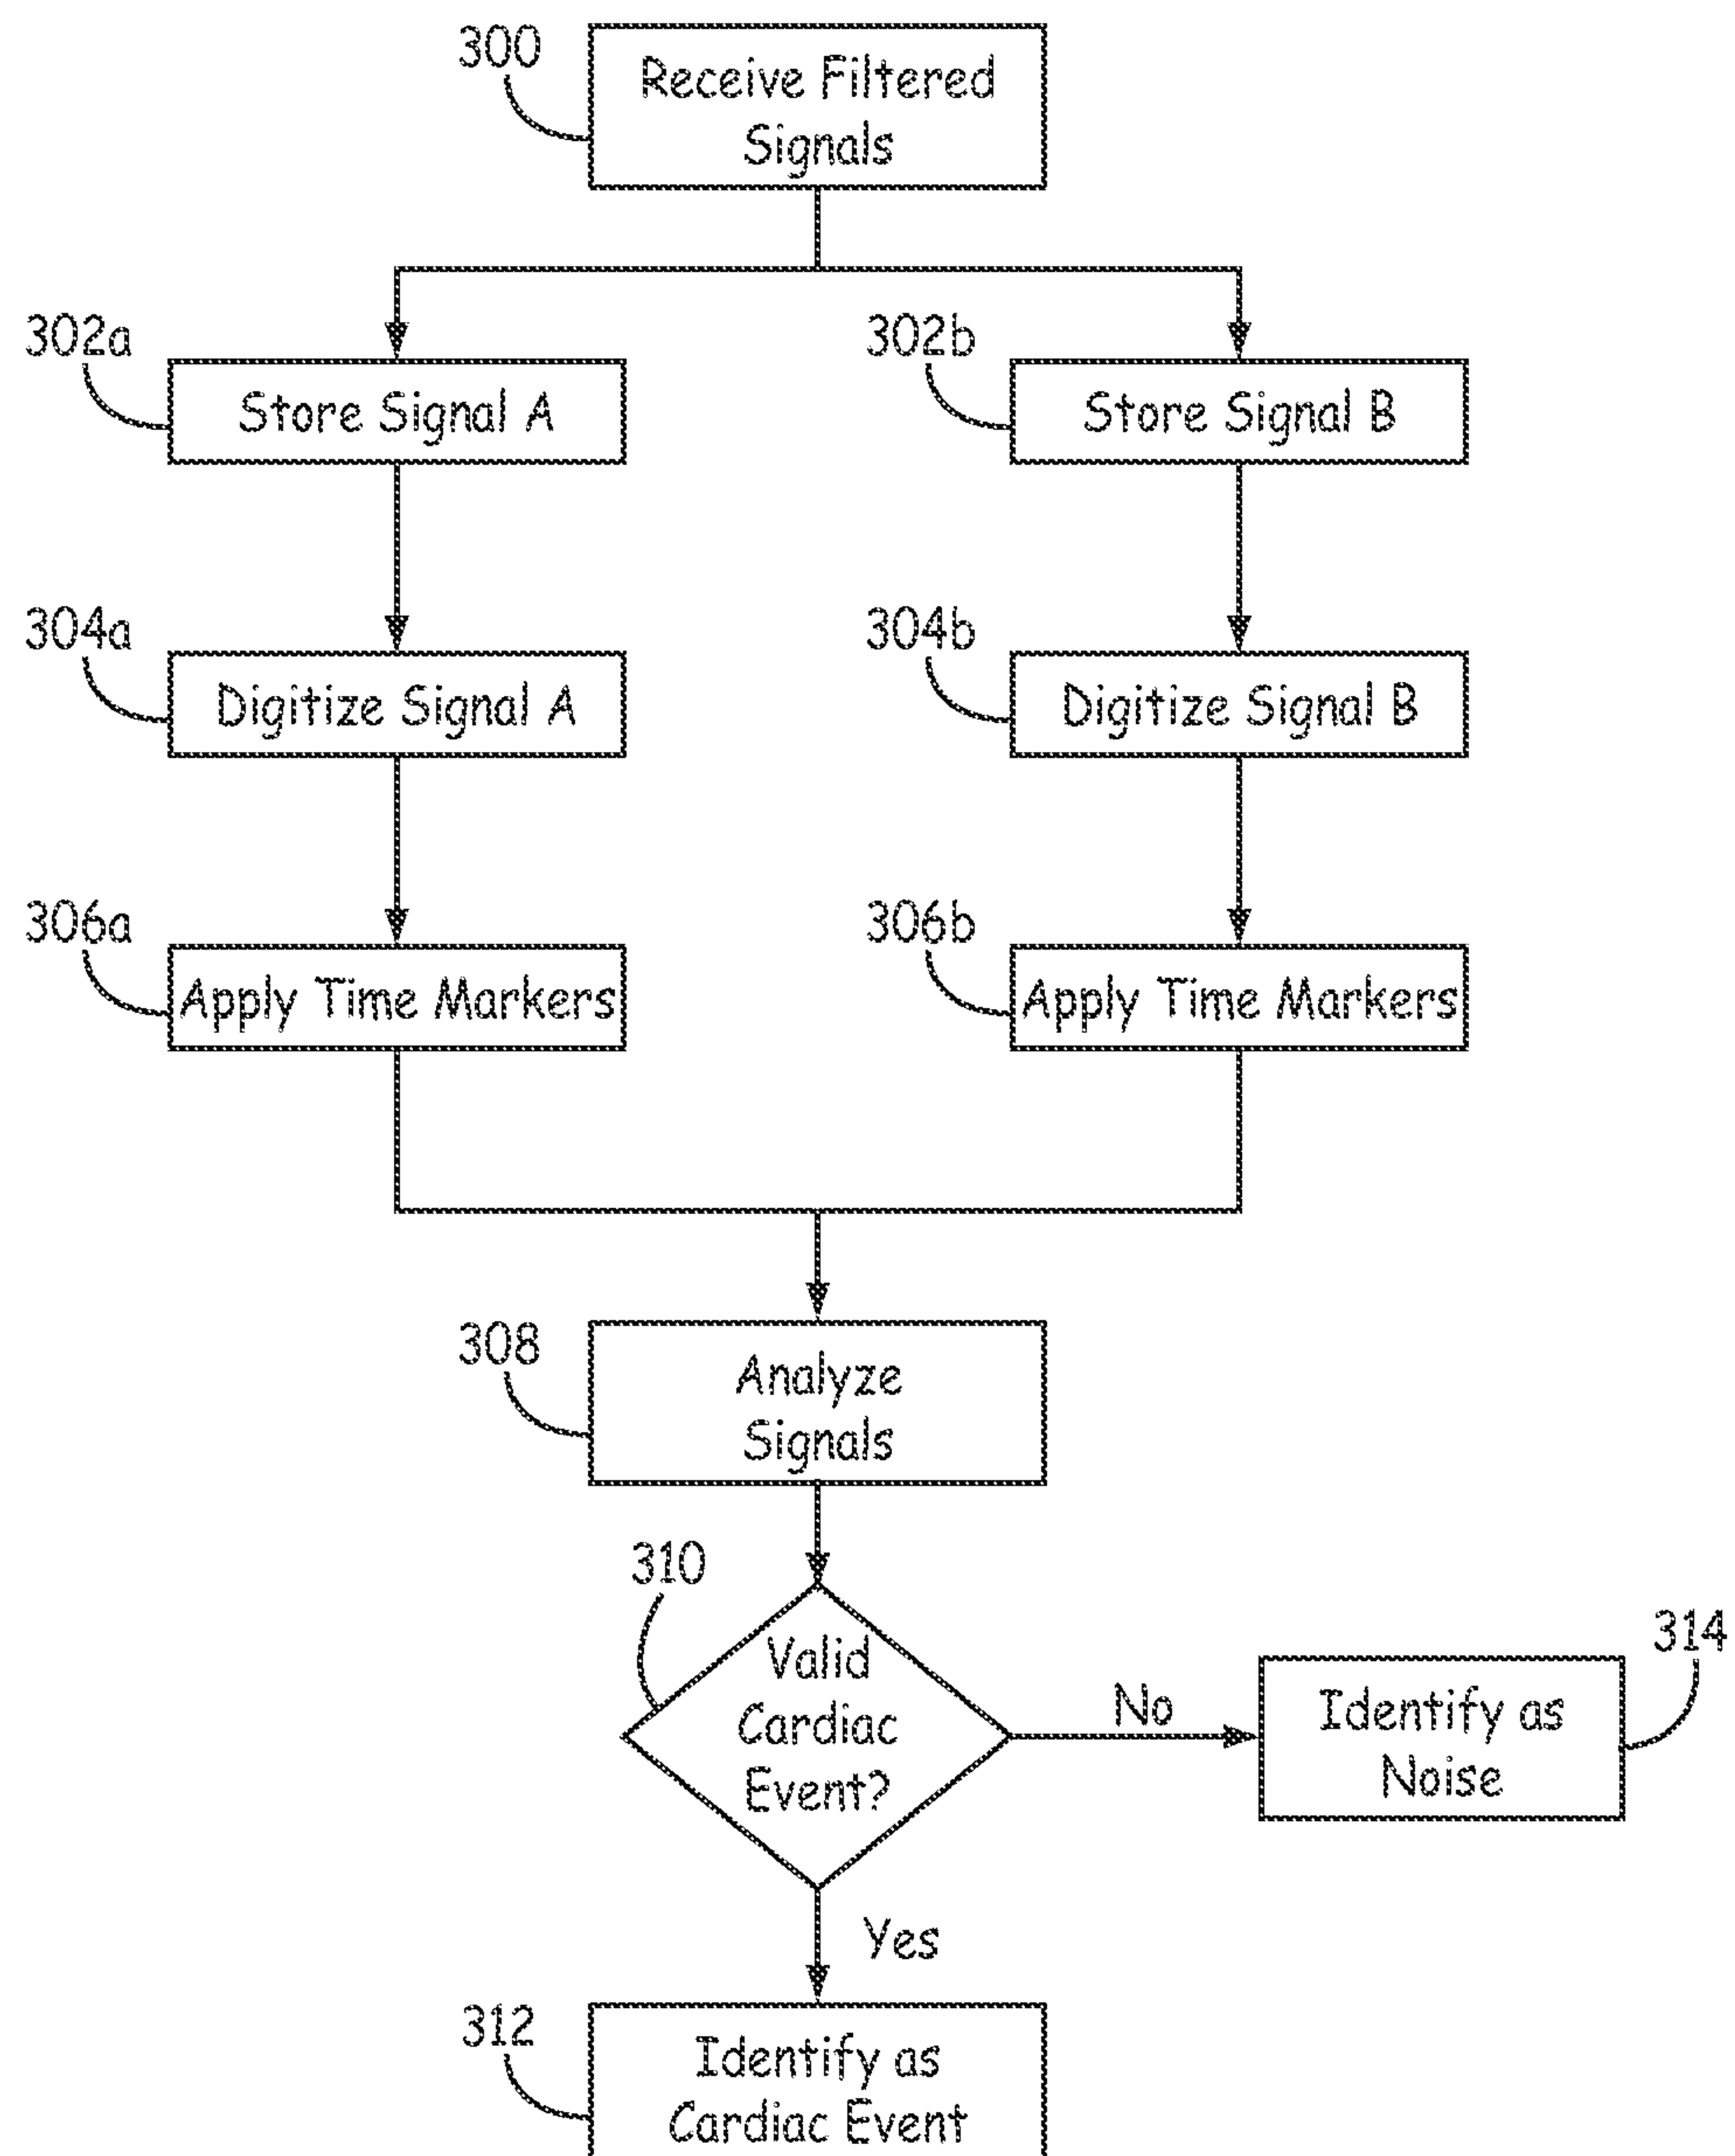 300
Receive Filtered
Signals
302a
Store Signal A
302b
Store Signal B
304a
Digitize Signal A
304b
Digitize Signal B
306a
Apply Time Markers
306b
Apply Time Markers
308
Analyze
Signals
310
Valid
Cardiac
Event?
No
314
Identify as
Noise
Yes
312
Identify as
Cardiac Event